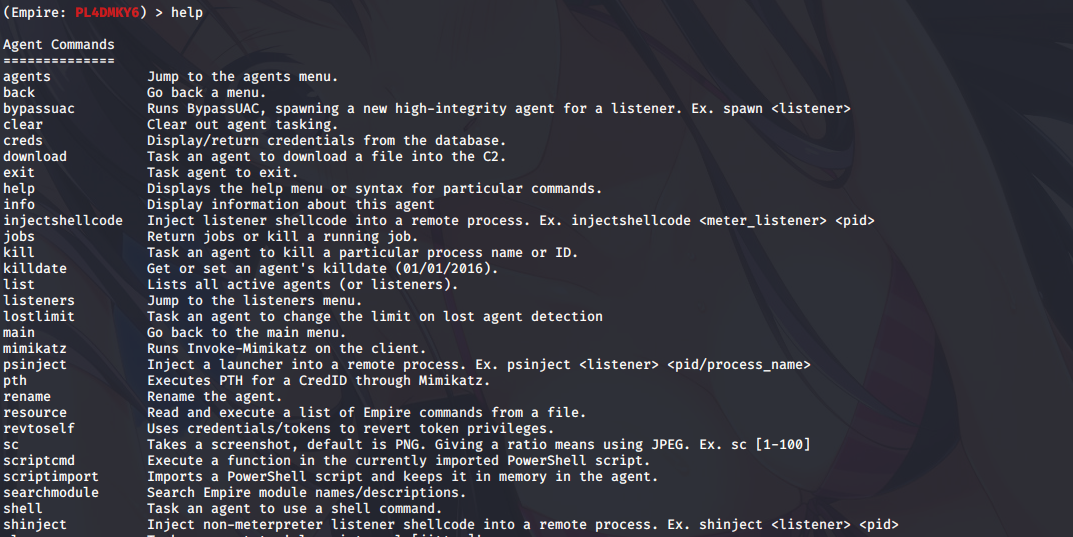 (Empire: PL4DMKY6) > help
Agent Commands
==============
agents Jump to the agents menu.
back Go back a menu.
bypassuac Runs BypassUAC, spawning a new high-integrity agent for a listener. Ex. spawn <listener>
clear Clear out agent tasking.
creds Display/return credentials from the database.
download Task an agent to download a file into the C2.
exit Task agent to exit.
help Displays the help menu or syntax for particular commands.
info Display information about this agent
injectshellcode Inject listener shellcode into a remote process. Ex. injectshellcode <meter_listener> <pid>
jobs Return jobs or kill a running job.
kill Task an agent to kill a particular process name or ID.
killdate Get or set an agent's killdate (01/01/2016).
list Lists all active agents (or listeners).
listeners Jump to the listeners menu.
lostlimit Task an agent to change the limit on lost agent detection
main Go back to the main menu.
mimikatz Runs Invoke-Mimikatz on the client.
psinject Inject a launcher into a remote process. Ex. psinject <listener> <pid/process_name>
pth Executes PTH for a CredID through Mimikatz.
rename Rename the agent.
resource Read and execute a list of Empire commands from a file.
revtoself Uses credentials/tokens to revert token privileges.
sc Takes a screenshot, default is PNG. Giving a ratio means using JPEG. Ex. sc [1-100]
scriptcmd Execute a function in the currently imported PowerShell script.
scriptimport Imports a PowerShell script and keeps it in memory in the agent.
searchmodule Search Empire module names/descriptions.
shell Task an agent to use a shell command.
shinject Inject non-meterpreter listener shellcode into a remote process. Ex. shinject <listener> <pid>